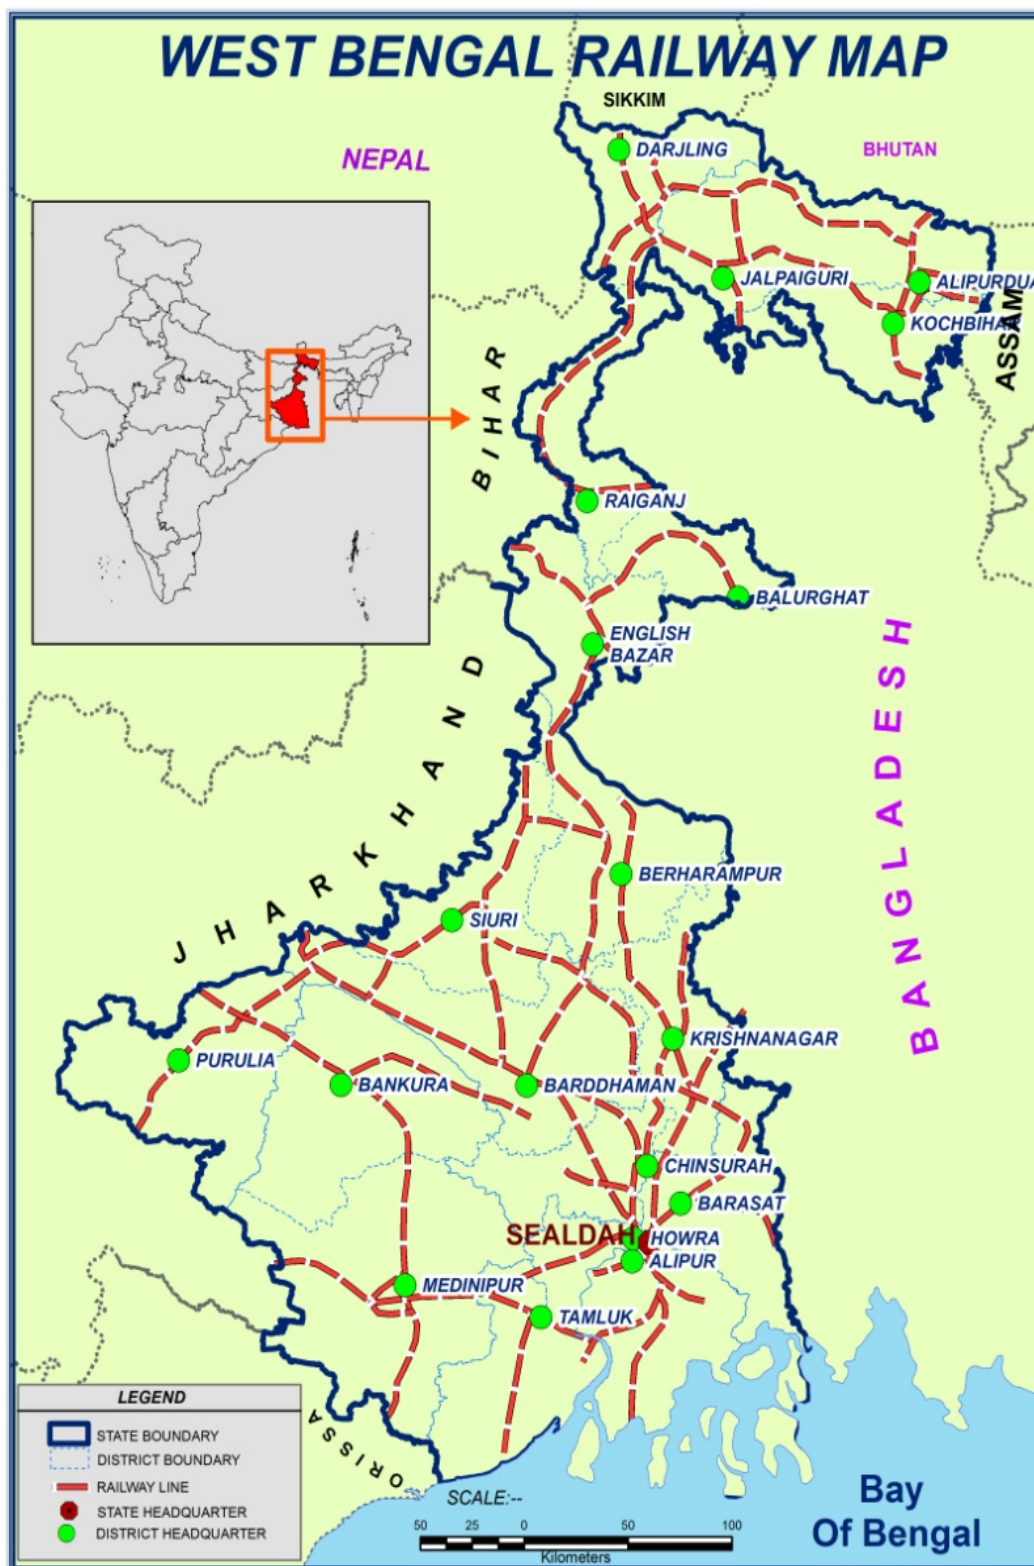 WEST BENGAL RAILWAY MAP
SIKKIM
NEPAL
BHUTAN
DARJLING
JALPAIGURI
ALIPURDUA
KOCHBIHA
ASSAM
BIHAR
RAIGANJ
BALURGHAT
ENGLISH
BAZAR
JHARKHAND
BANGLADESH
BERHARAMPUR
SIURI
KRISHNANAGAR
PURULIA
BANKURA
BARDDHAMAN
CHINSURAH
BARASAT
SEALDAH
HOWRA
ALIPUR
MEDINIPUR
TAMLUK
ORISSA
LEGEND
STATE BOUNDARY
DISTRICT BOUNDARY
RAILWAY LINE
STATE HEADQUARTER
DISTRICT HEADQUARTER
SCALE:--
50 25 0 50 100
Kilometers
Bay
Of Bengal